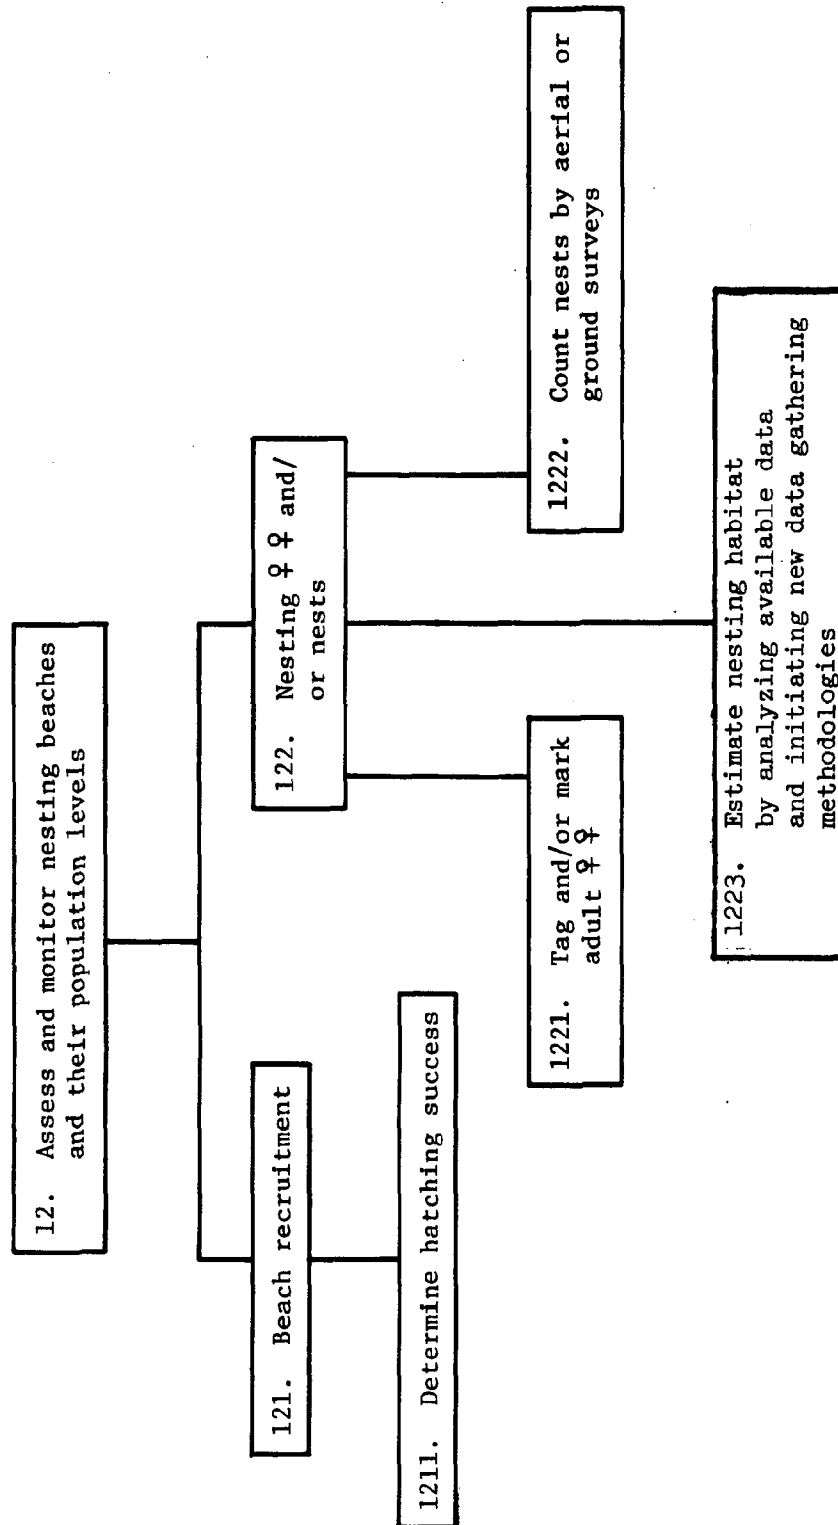 12. Assess and monitor nesting beaches
and their population levels
121. Beach recruitment
122. Nesting ♀ ♀ and/
or nests
1211. Determine hatching success
1221. Tag and/or mark
adult ♀ ♀
1222. Count nests by aerial or
ground surveys
1223. Estimate nesting habitat
by analyzing available data
and initiating new data gathering
methodologies